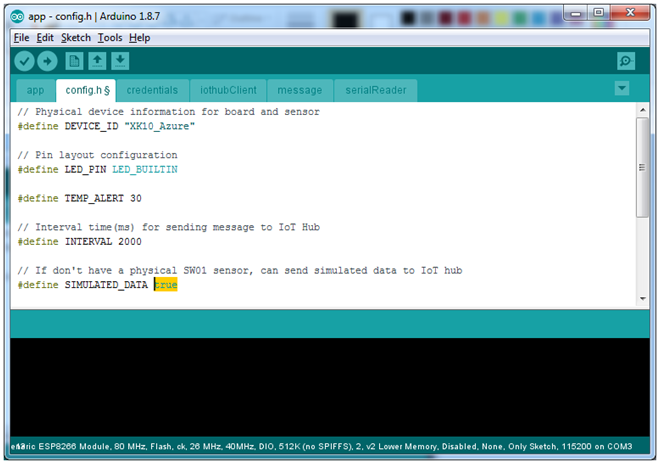 app - config.h | Arduino 1.8.7
File Edit Sketch Tools Help
app config.h § credentials iothubClient message serialReader
// Physical device information for board and sensor
#define DEVICE_ID "XK10_Azure"
// Pin layout configuration
#define LED_PIN LED_BUILTIN
#define TEMP_ALERT 30
// Interval time(ms) for sending message to IoT Hub
#define INTERVAL 2000
// If don't have a physical SW01 sensor, can send simulated data to IoT hub
#define SIMULATED_DATA true
ESP8266 Module, 80 MHz, Flash, ck, 26 MHz, 40MHz, DIO, 512K (no SPIFFS), 2, v2 Lower Memory, Disabled, None, Only Sketch, 115200 on COM3